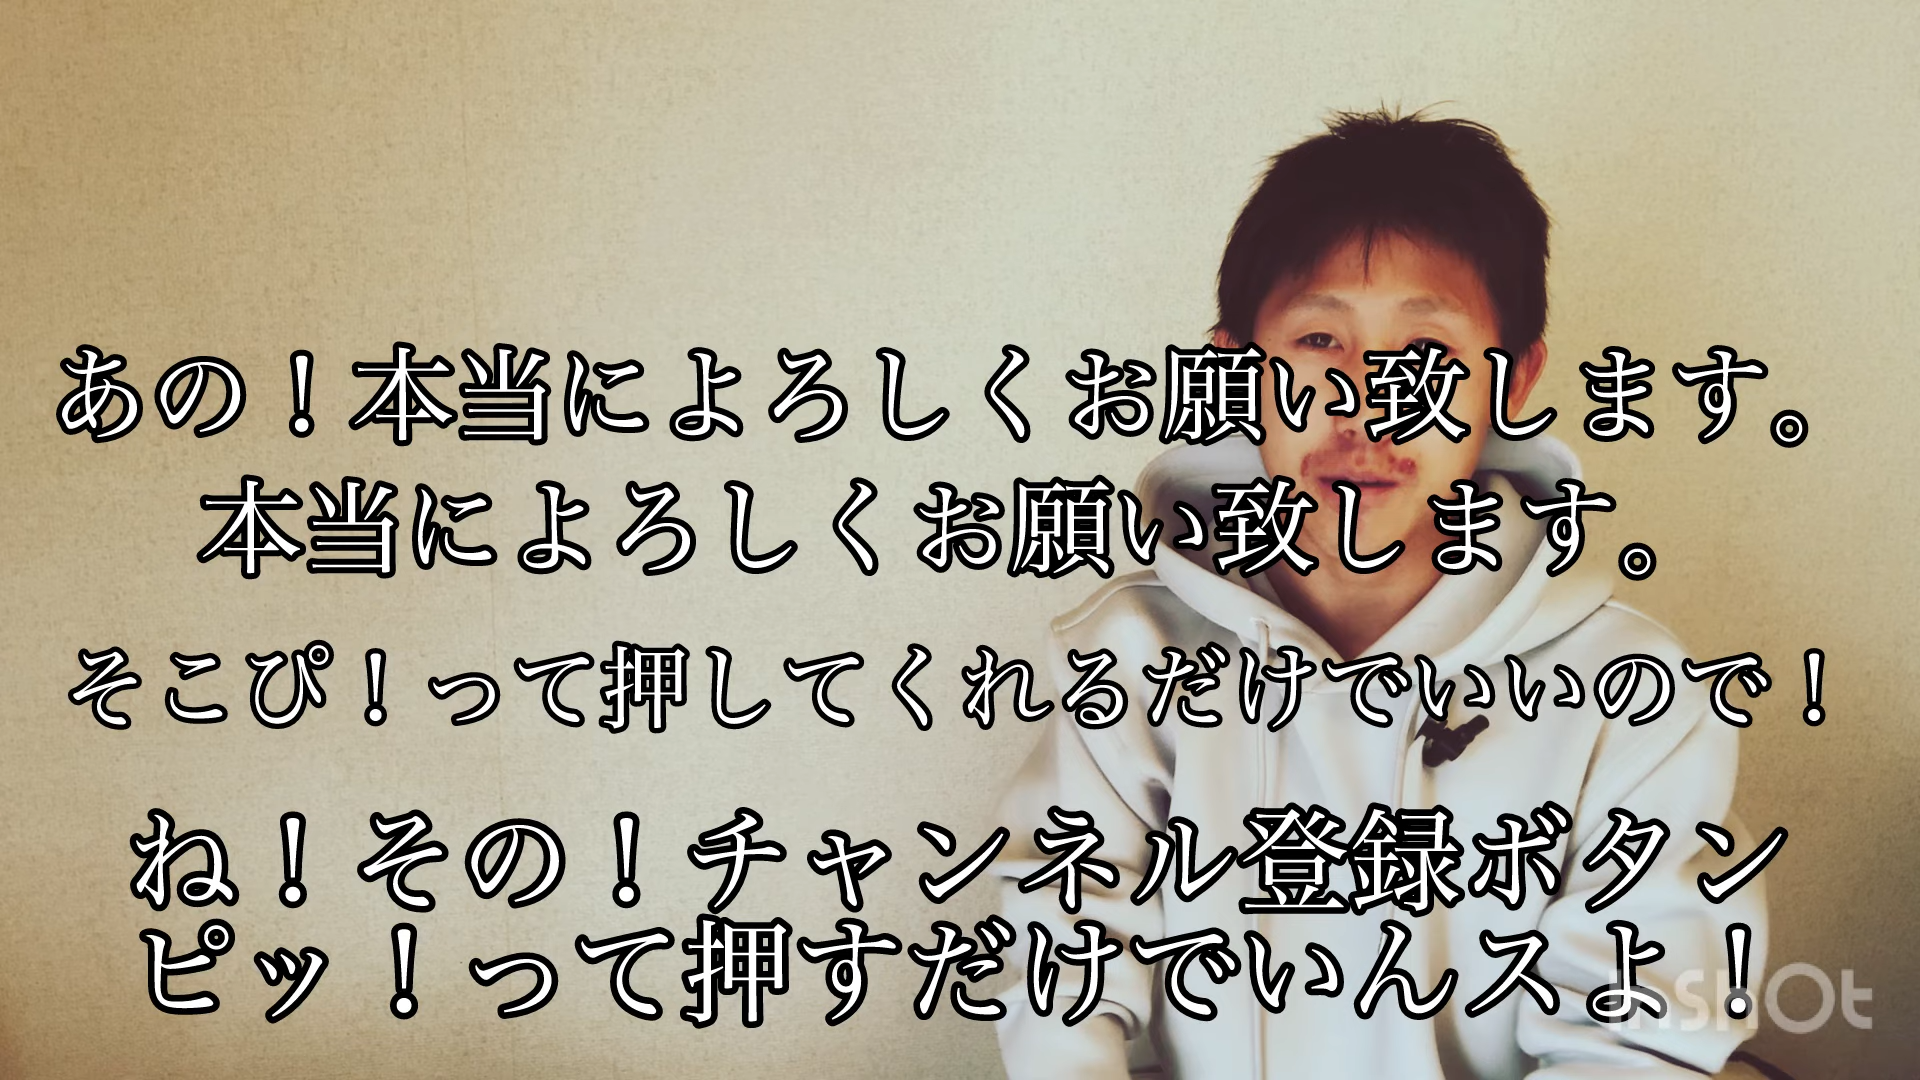 あの！本当によろしくお願い致します。
本当によろしくお願い致します。
そこぴ！って押してくれるだけでいいので！
ね！その！チャンネル登録ボタン
ピッ！って押すだけでいんスよ！
InShOt